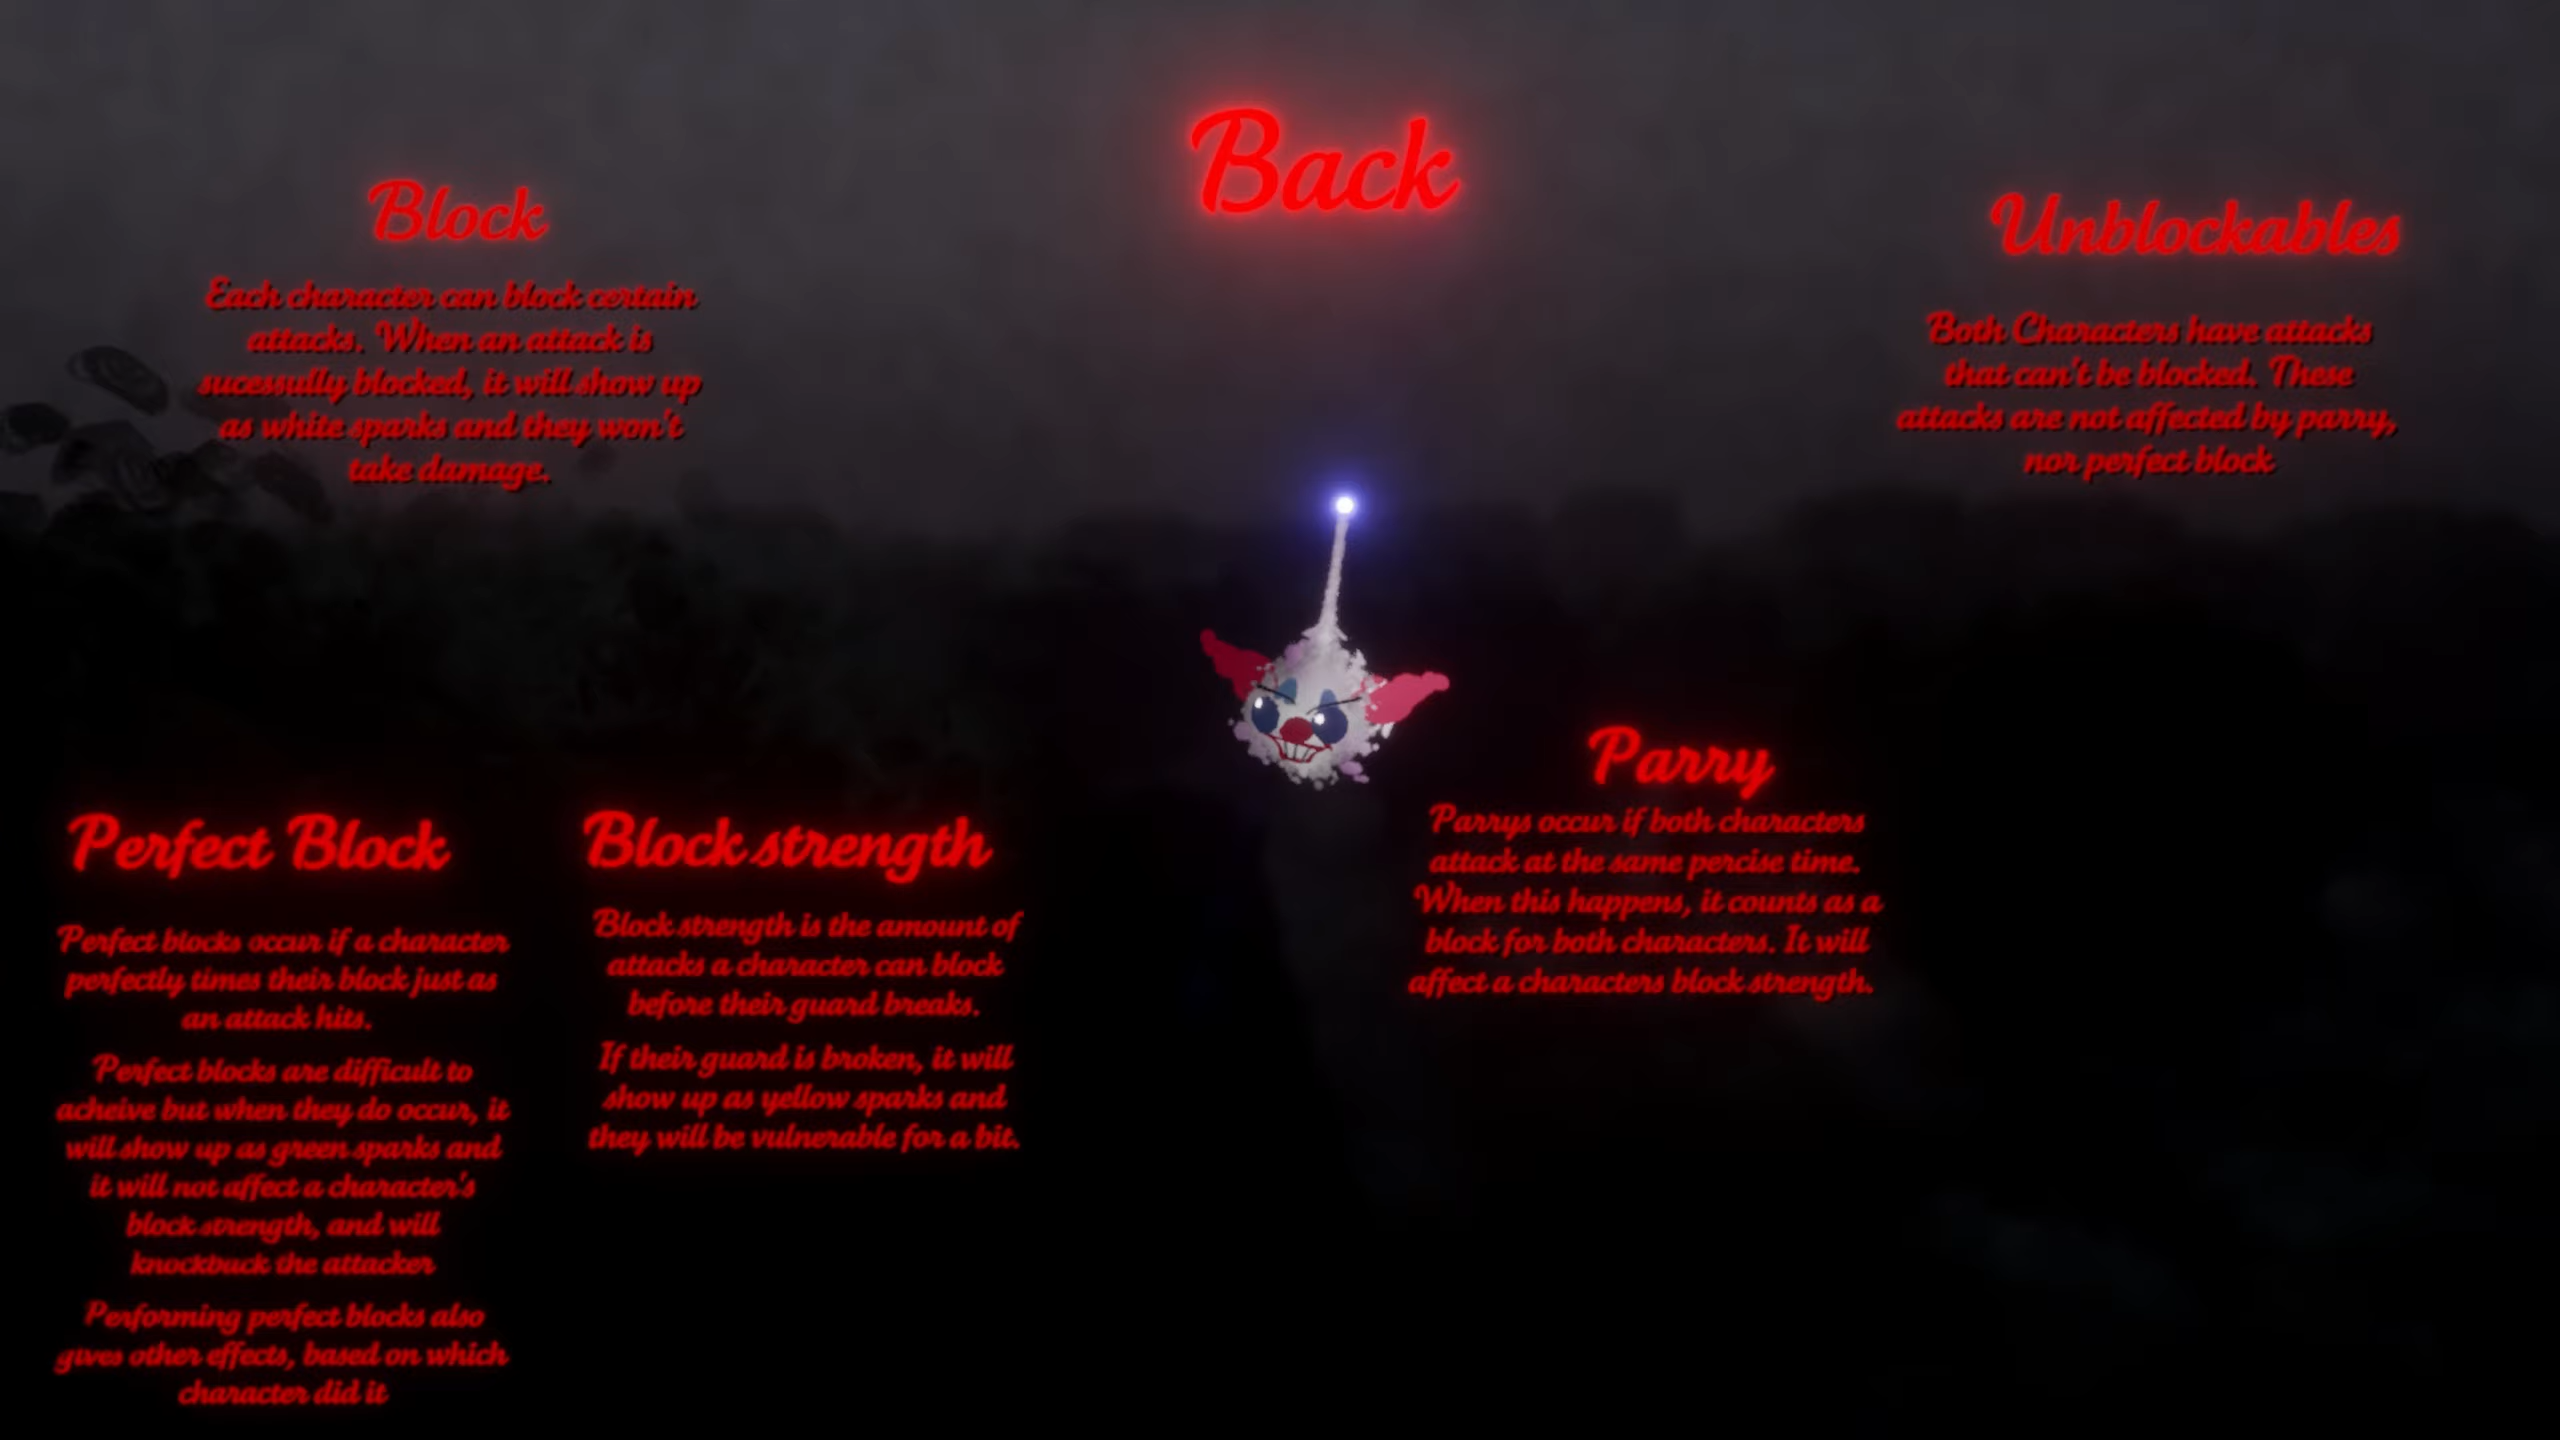 Back
Block
Each character can block certain
attacks. When an attack is
sucessully blocked, it will show up
as white sparks and they won't
take damage.
Unblockables
Both Characters have attacks
that can't be blocked. These
attacks are not affected by parry,
nor perfect block
Perfect Block
Perfect blocks occur if a character
perfectly times their block just as
an attack hits.
Perfect blocks are difficult to
acheive but when they do occur, it
will show up as green sparks and
it will not affect a character's
block strength, and will
knockback the attacker
Performing perfect blocks also
gives other effects, based on which
character did it
Block strength
Block strength is the amount of
attacks a character can block
before their guard breaks.
If their guard is broken, it will
show up as yellow sparks and
they will be vulnerable for a bit.
Parry
Parrys occur if both characters
attack at the same percise time.
When this happens, it counts as a
block for both characters. It will
affect a characters block strength.